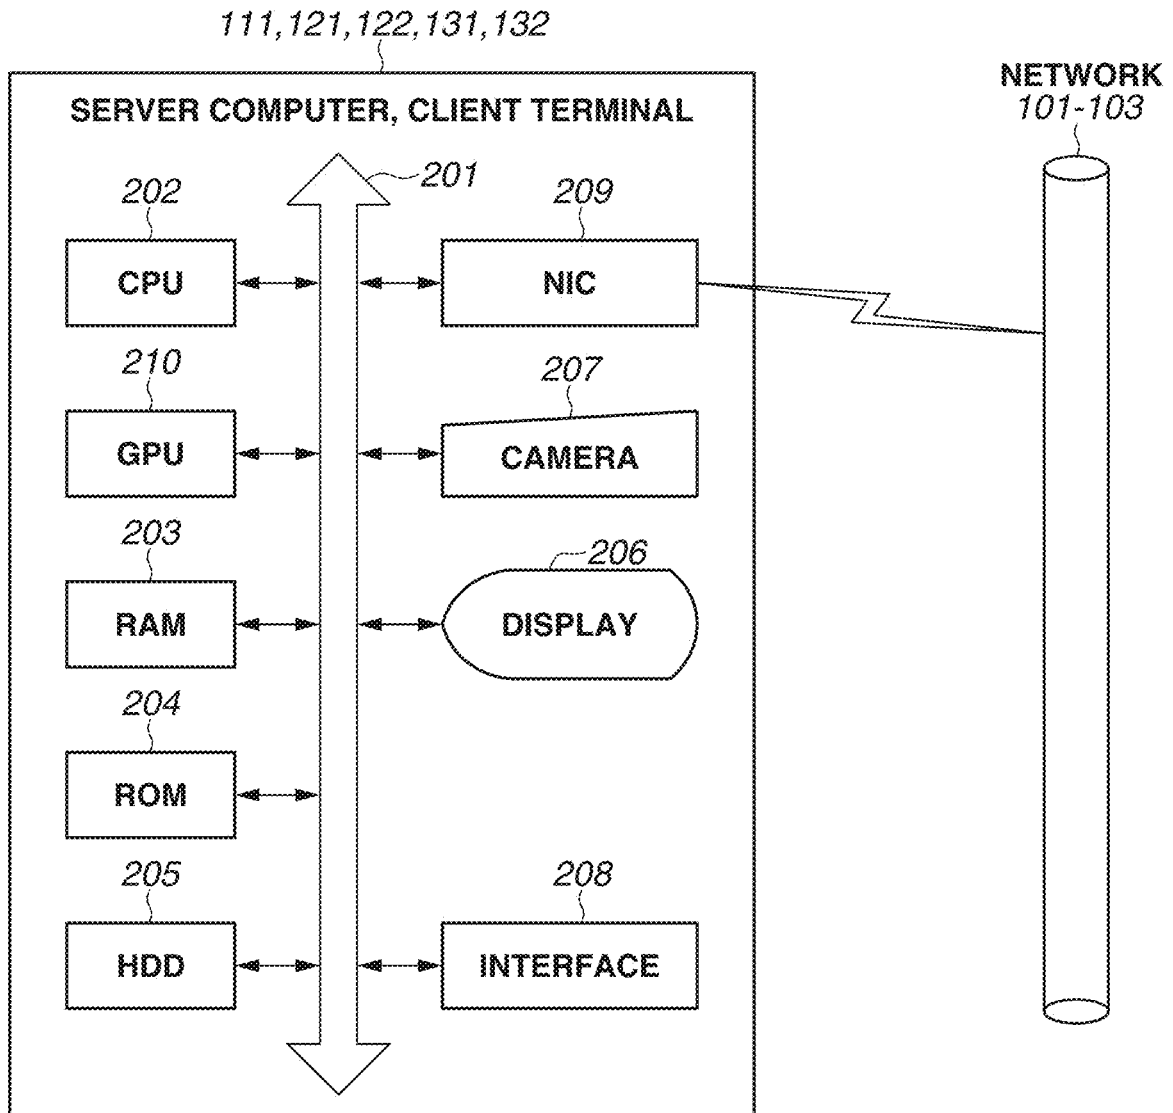 111,121,122,131,132
SERVER COMPUTER, CLIENT TERMINAL
NETWORK
101-103
201
202
CPU
209
NIC
210
GPU
207
CAMERA
203
RAM
206
DISPLAY
204
ROM
205
HDD
208
INTERFACE